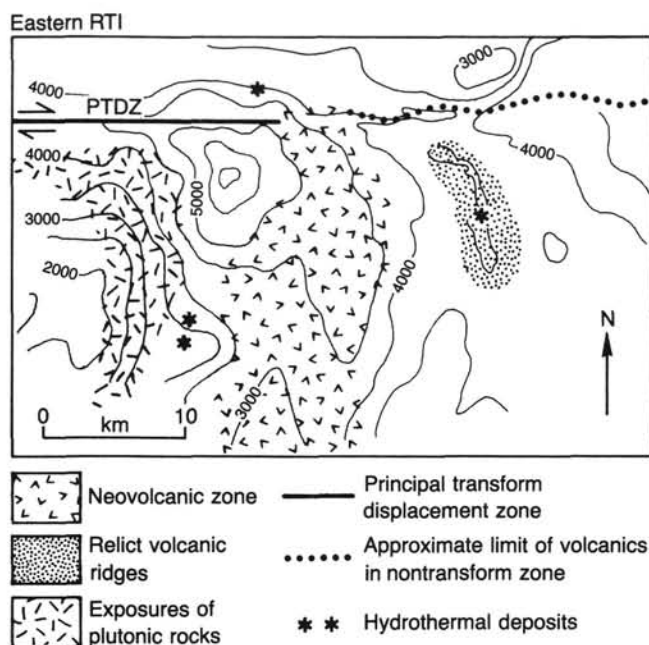 Eastern RTI
3000
4000
PTDZ
4000
4000
5000
3000
2000
4000
3000
N
0 10
km
Neovolcanic zone
Principal transform
displacement zone
Relict volcanic
ridges
Approximate limit of volcanics
in nontransform zone
Exposures of
plutonic rocks
Hydrothermal deposits